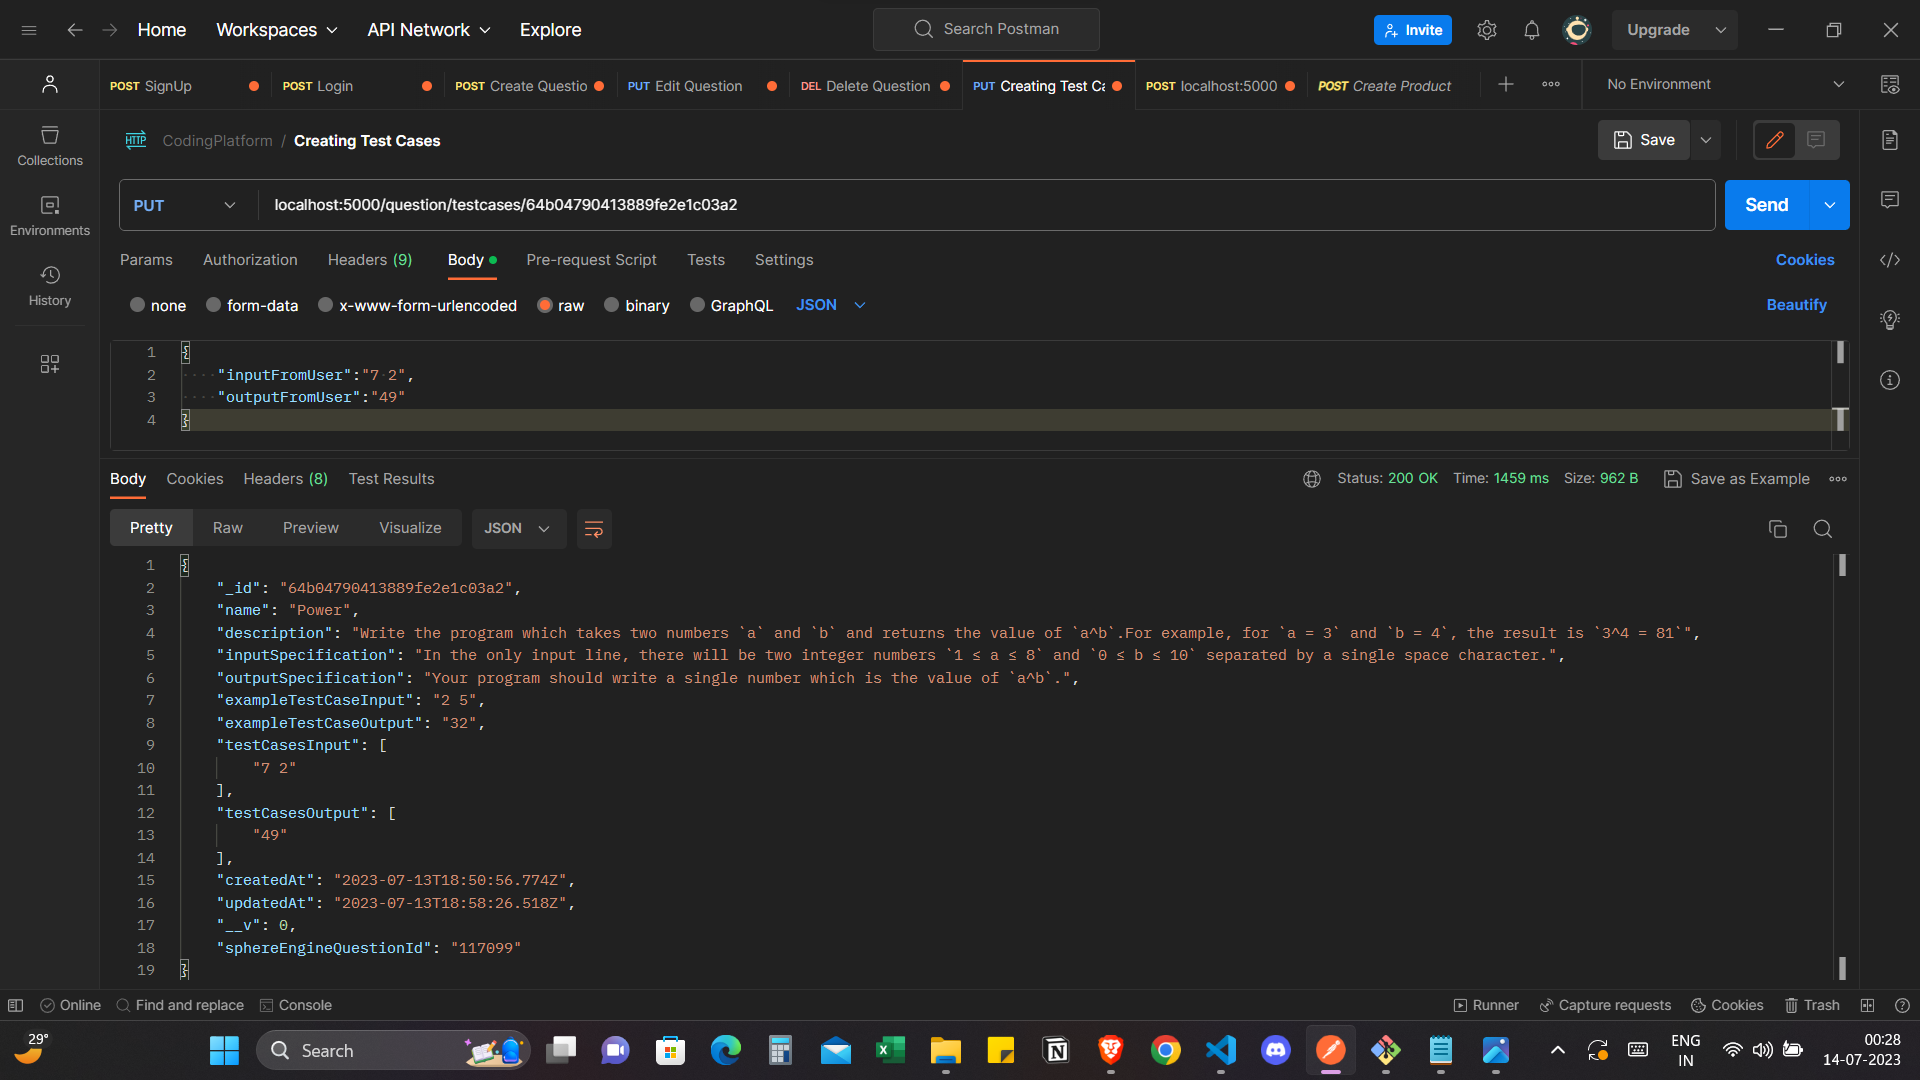 Home Workspaces API Network Explore Search Postman Invite Upgrade
POST SignUp POST Login POST Create Questio PUT Edit Question DEL Delete Question PUT Creating Test Ca POST localhost:5000 POST Create Product No Environment
HTTP CodingPlatform / Creating Test Cases Save
Collections
PUT localhost:5000/question/testcases/64b04790413889fe2e1c03a2 Send
Environments
Params Authorization Headers (9) Body Pre-request Script Tests Settings Cookies
History
none form-data x-www-form-urlencoded raw binary GraphQL JSON Beautify
1 {
2 "inputFromUser":"7 2",
3 "outputFromUser":"49"
4 }
Body Cookies Headers (8) Test Results Status: 200 OK Time: 1459 ms Size: 962 B Save as Example
Pretty Raw Preview Visualize JSON
1 {
2 "_id": "64b04790413889fe2e1c03a2",
3 "name": "Power",
4 "description": "Write the program which takes two numbers `a` and `b` and returns the value of `a^b`.For example, for `a = 3` and `b = 4`, the result is `3^4 = 81`",
5 "inputSpecification": "In the only input line, there will be two integer numbers `1 ≤ a ≤ 8` and `0 ≤ b ≤ 10` separated by a single space character.",
6 "outputSpecification": "Your program should write a single number which is the value of `a^b`.",
7 "exampleTestCaseInput": "2 5",
8 "exampleTestCaseOutput": "32",
9 "testCasesInput": [
10 "7 2"
11 ],
12 "testCasesOutput": [
13 "49"
14 ],
15 "createdAt": "2023-07-13T18:50:56.774Z",
16 "updatedAt": "2023-07-13T18:58:26.518Z",
17 "__v": 0,
18 "sphereEngineQuestionId": "117099"
19 }
Online Find and replace Console Runner Capture requests Cookies Trash
29° Search ENG 00:28
IN 14-07-2023